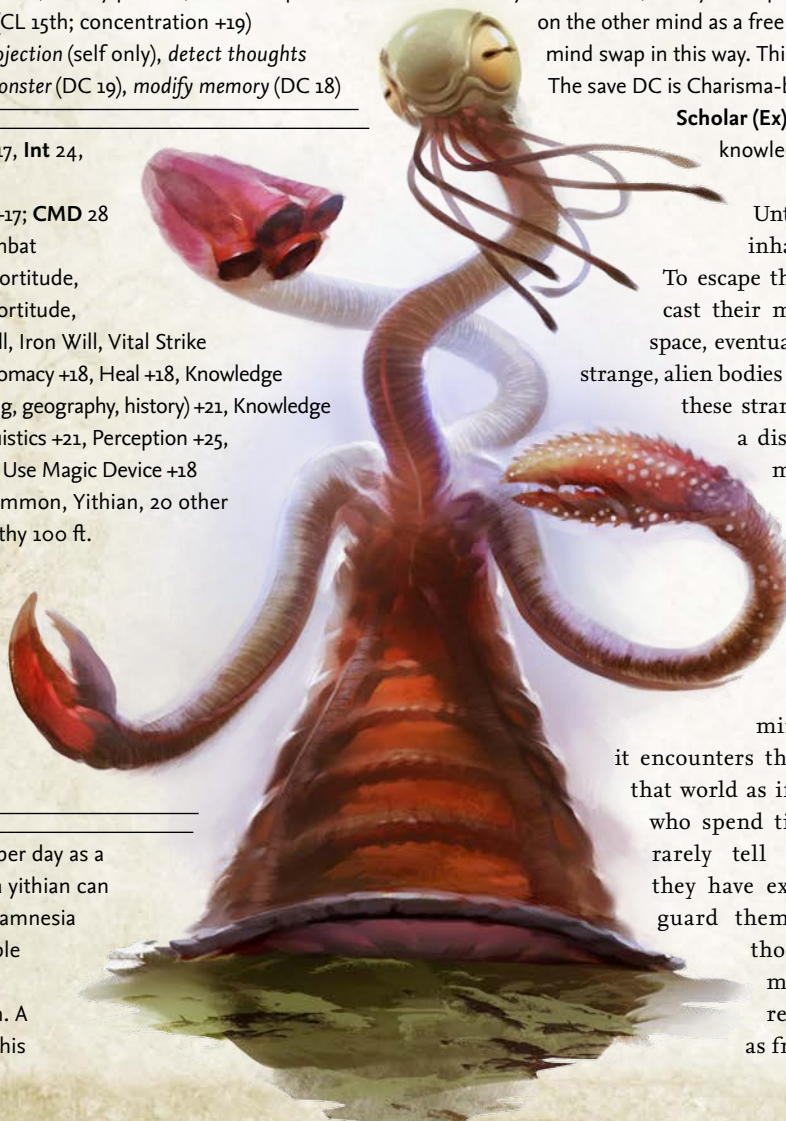 (CL 15th; concentration +19)
ojection (self only), detect thoughts
onster (DC 19), modify memory (DC 18)
17, Int 24,
-17; CMD 28
mbat
ortitude,
ortitude,
ll, Iron Will, Vital Strike
omacy +18, Heal +18, Knowledge
g, geography, history) +21, Knowledge
uistics +21, Perception +25,
Use Magic Device +18
mmon, Yithian, 20 other
thy 100 ft.
per day as a
yithian can
amnesia
ple
n. A
his
on the other mind as a free
mind swap in this way. Thi
The save DC is Charisma-b
Scholar (Ex)
knowle
Unt
inha
To escape th
cast their m
space, eventua
strange, alien bodies
these stran
a dis
m
min
it encounters th
that world as i
who spend ti
rarely tell
they have ex
guard them
tho
m
re
as fr